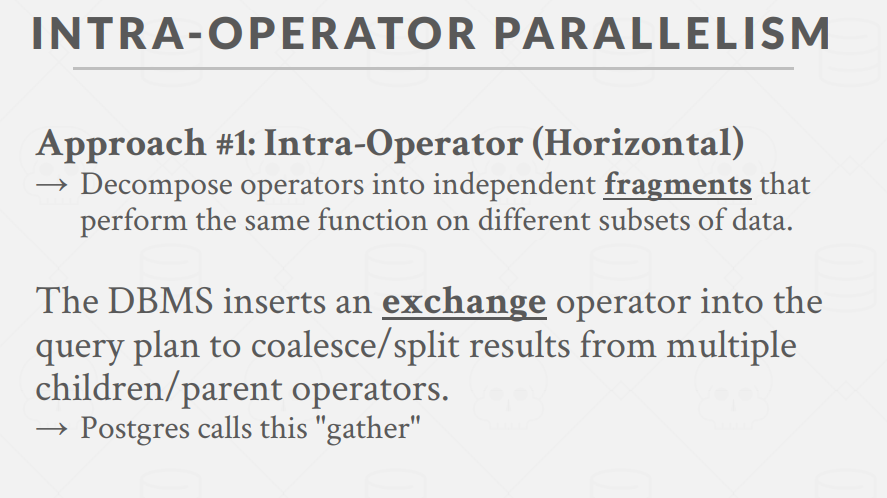 INTRA-OPERATOR PARALLELISM
Approach #1: Intra-Operator (Horizontal)
→ Decompose operators into independent fragments that
perform the same function on different subsets of data.
The DBMS inserts an exchange operator into the
query plan to coalesce/split results from multiple
children/parent operators.
→ Postgres calls this "gather"